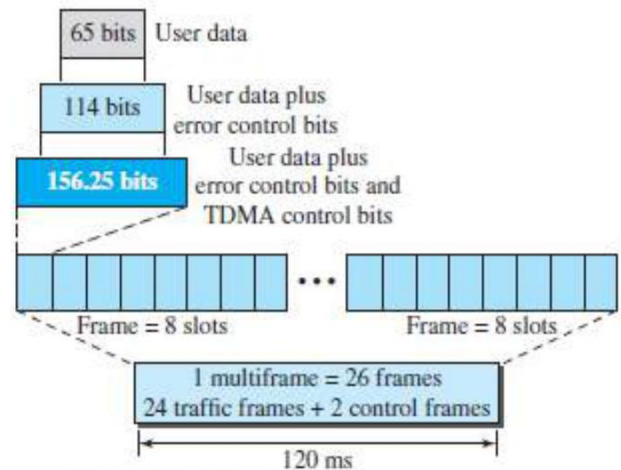 65 bits User data
114 bits
User data plus
error control bits
156.25 bits
User data plus
error control bits and
TDMA control bits
Frame = 8 slots
Frame = 8 slots
1 multiframe = 26 frames
24 traffic frames + 2 control frames
120 ms